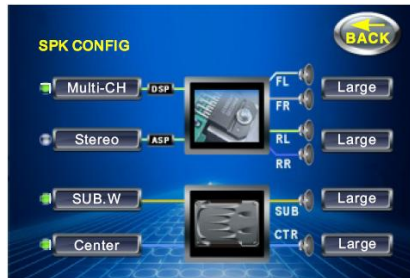 SPK CONFIG
BACK
Multi-CH DSP FL Large
FR
Stereo ASP RL Large
RR
SUB.W SUB Large
Center CTR Large